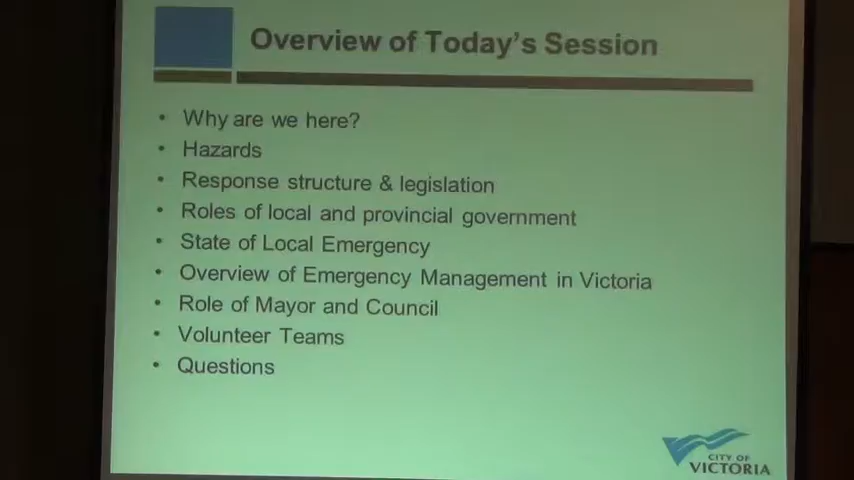 Overview of Today's Session
• Why are we here?
• Hazards
• Response structure & legislation
• Roles of local and provincial government
• State of Local Emergency
• Overview of Emergency Management in Victoria
• Role of Mayor and Council
• Volunteer Teams
• Questions
CITY OF
VICTORIA